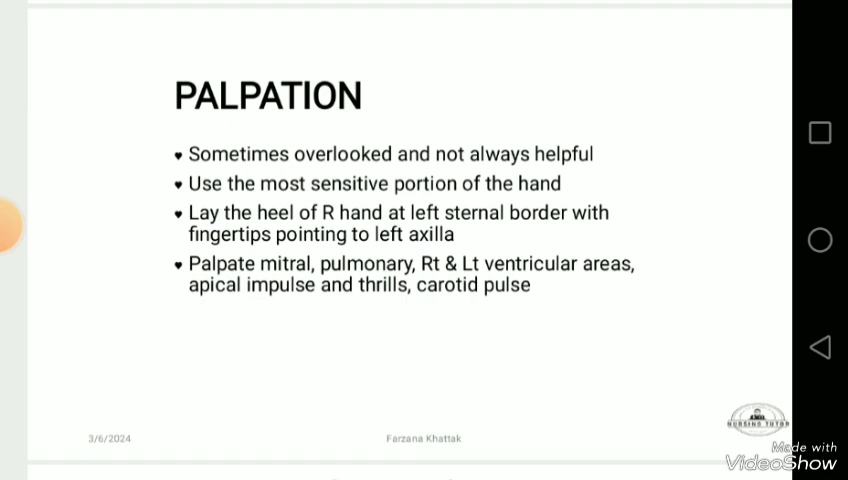 PALPATION
♥ Sometimes overlooked and not always helpful
♥ Use the most sensitive portion of the hand
♥ Lay the heel of R hand at left sternal border with
fingertips pointing to left axilla
♥ Palpate mitral, pulmonary, Rt & Lt ventricular areas,
apical impulse and thrills, carotid pulse
3/6/2024
Farzana Khattak
NURSING TUTOR
Made with
VideoShow